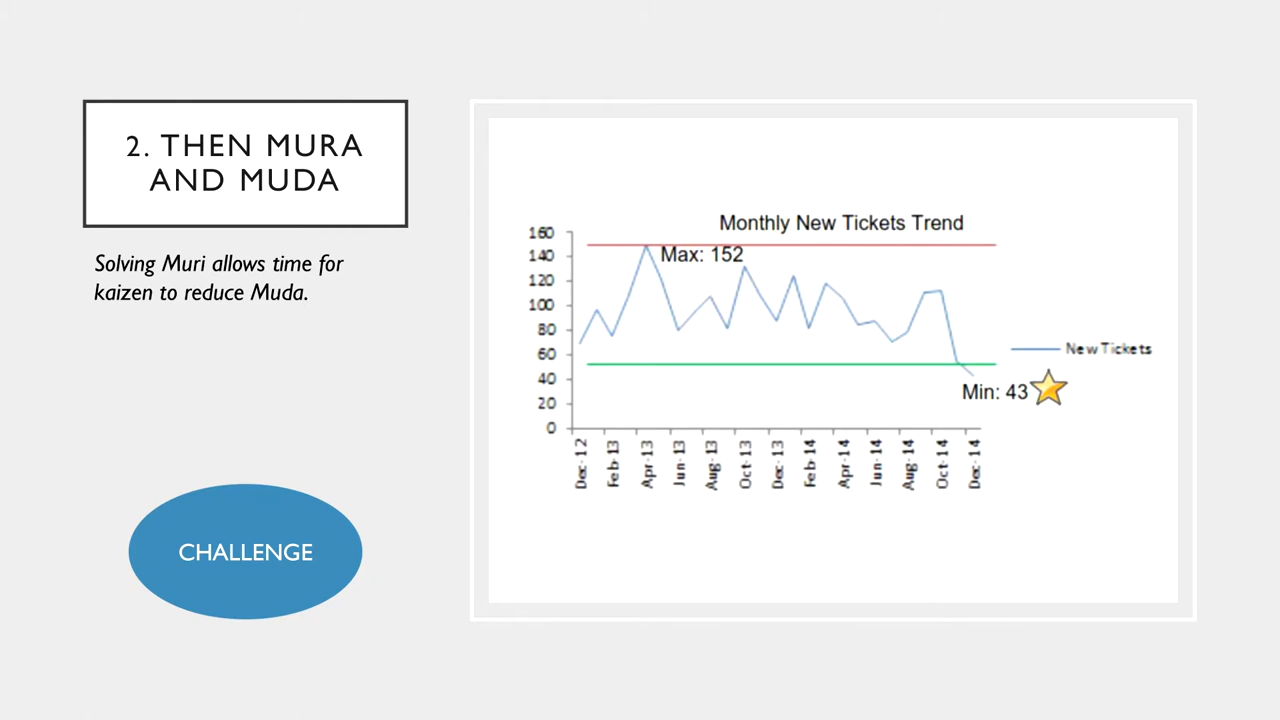 2. THEN MURA
AND MUDA
Solving Muri allows time for
kaizen to reduce Muda.
CHALLENGE
Monthly New Tickets Trend
160
140
120
100
80
60
40
20
0
Max: 152
Min: 43
New Tickets
Dec-12
Feb-13
Apr-13
Jun-13
Aug-13
Oct-13
Dec-13
Feb-14
Apr-14
Jun-14
Aug-14
Oct-14
Dec-14